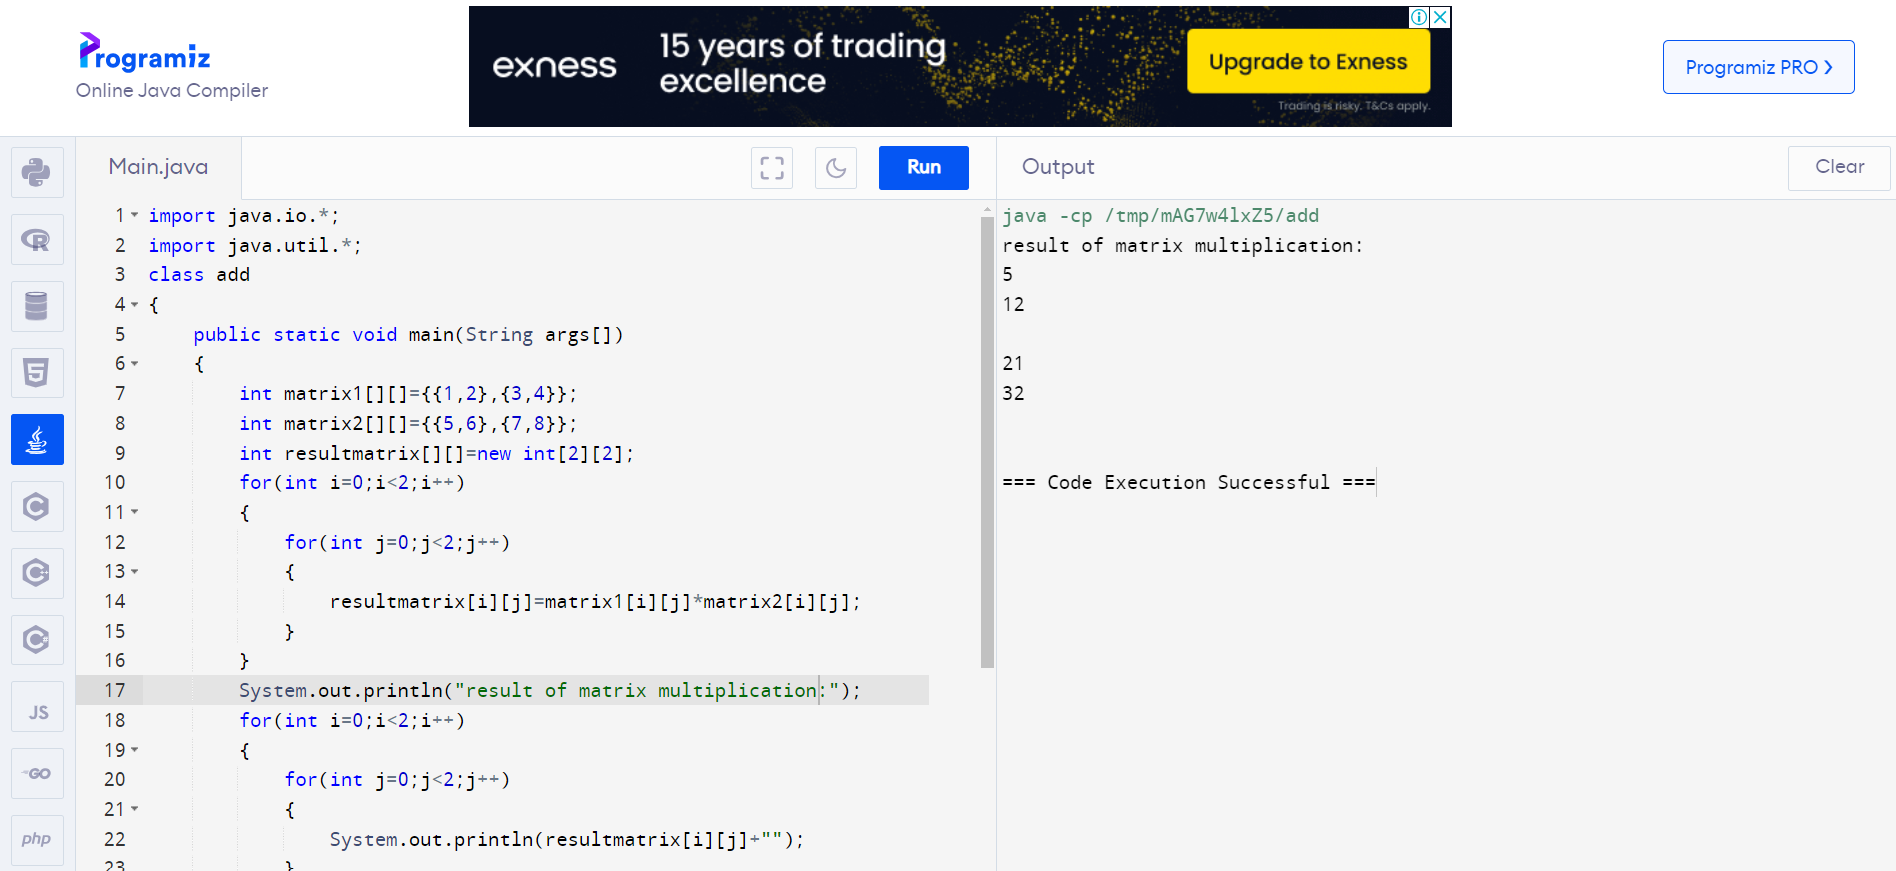 Programiz
Online Java Compiler
exness
15 years of trading
excellence
Upgrade to Exness
Trading is risky. T&Cs apply.
Programiz PRO
Main.java
Run
Output
Clear
1 import java.io.*;
2 import java.util.*;
3 class add
4 {
5 public static void main(String args[])
6 {
7 int matrix1[][]={{1,2},{3,4}};
8 int matrix2[][]={{5,6},{7,8}};
9 int resultmatrix[][]=new int[2][2];
10 for(int i=0;i<2;i++)
11 {
12 for(int j=0;j<2;j++)
13 {
14 resultmatrix[i][j]=matrix1[i][j]*matrix2[i][j];
15 }
16 }
17 System.out.println("result of matrix multiplication:");
18 for(int i=0;i<2;i++)
19 {
20 for(int j=0;j<2;j++)
21 {
22 System.out.println(resultmatrix[i][j]+"");
23 }
java -cp /tmp/mAG7w4lxZ5/add
result of matrix multiplication:
5
12
21
32
=== Code Execution Successful ===
R
5
C
C++
C#
JS
GO
php